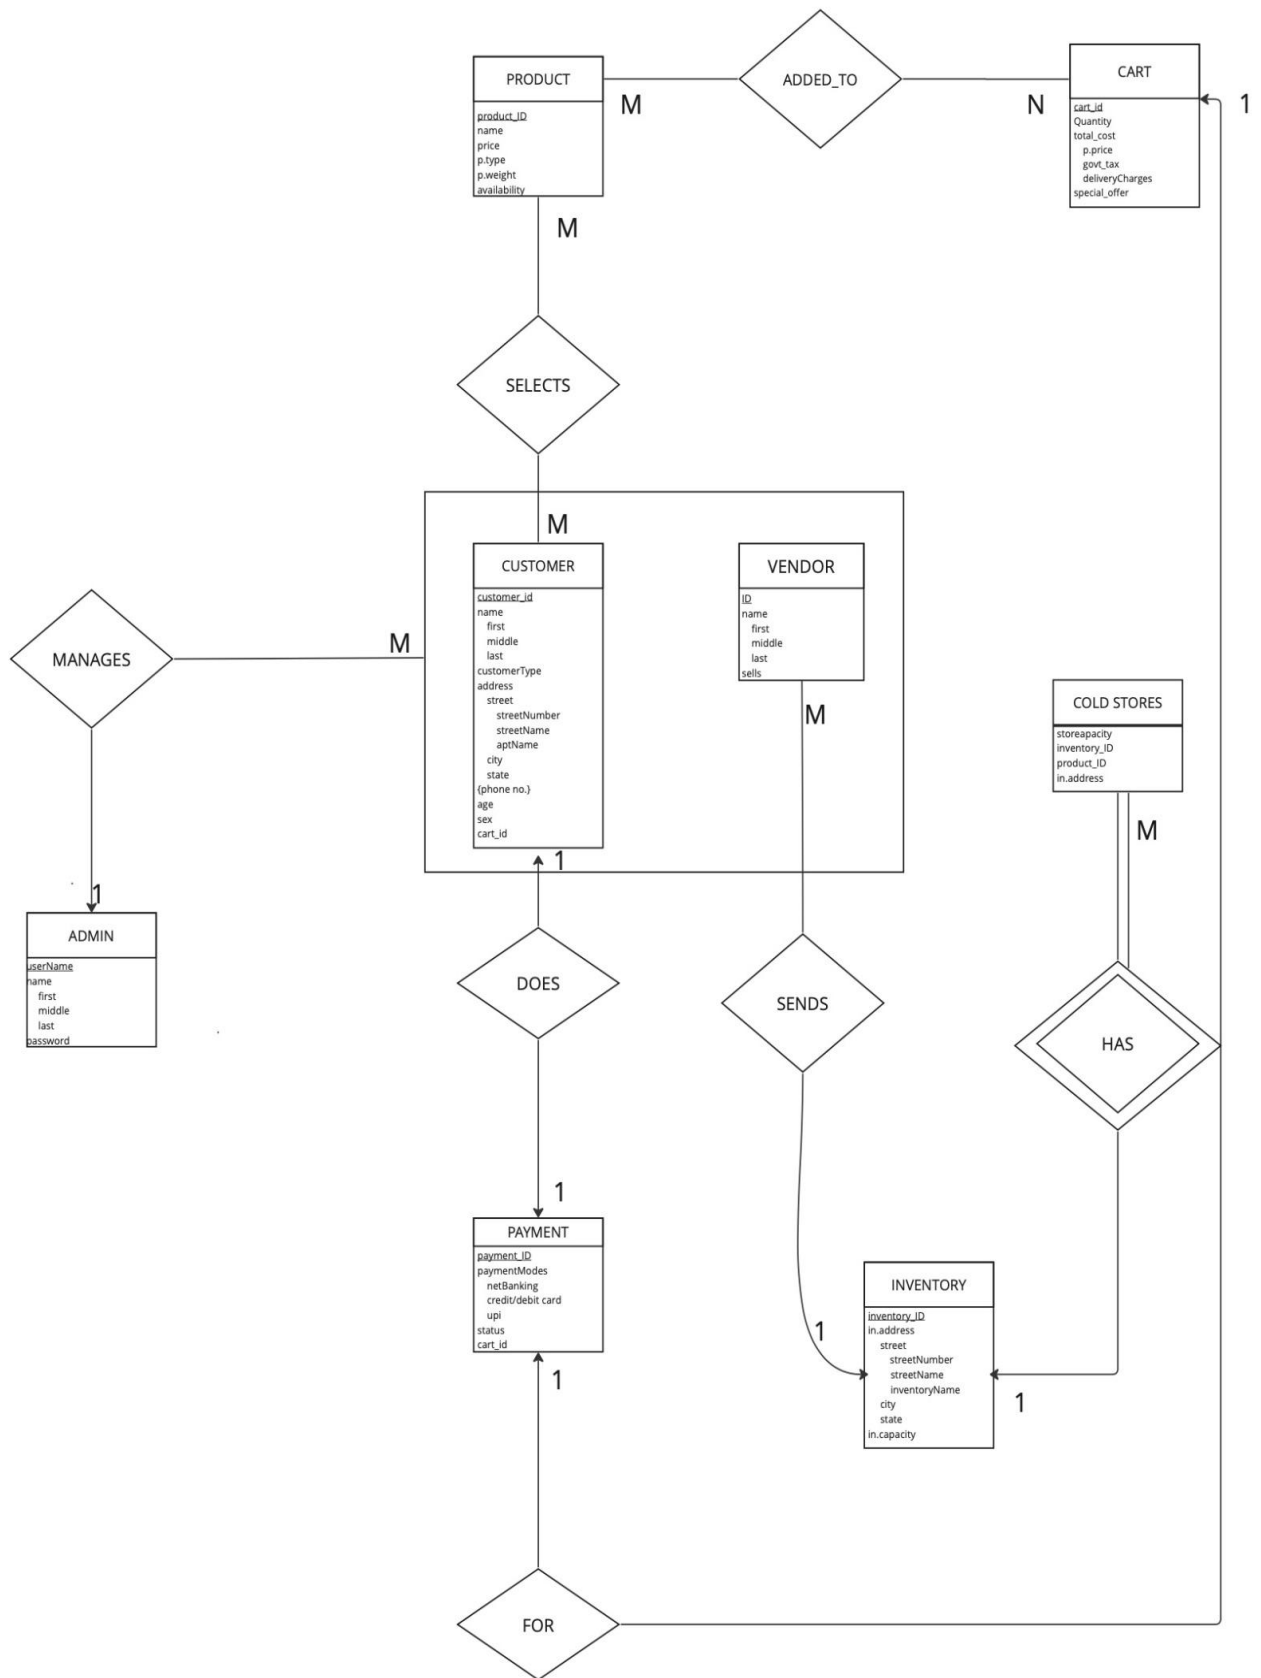 PRODUCT
product_ID
name
price
p.type
p.weight
availability
M
ADDED_TO
N
CART
cart_id
Quantity
total_cost
p.price
govt_tax
deliveryCharges
special_offer
1
M
SELECTS
M
CUSTOMER
customer_id
name
first
middle
last
customerType
address
street
streetNumber
streetName
aptName
city
state
{phone no.}
age
sex
cart_id
VENDOR
ID
name
first
middle
last
sells
MANAGES
M
1
ADMIN
userName
name
first
middle
last
password
M
COLD STORES
storeapacity
inventory_ID
product_ID
in.address
M
1
DOES
SENDS
HAS
1
PAYMENT
payment_ID
paymentModes
netBanking
credit/debit card
upi
status
cart_id
1
1
INVENTORY
inventory_ID
in.address
street
streetNumber
streetName
inventoryName
city
state
in.capacity
1
FOR